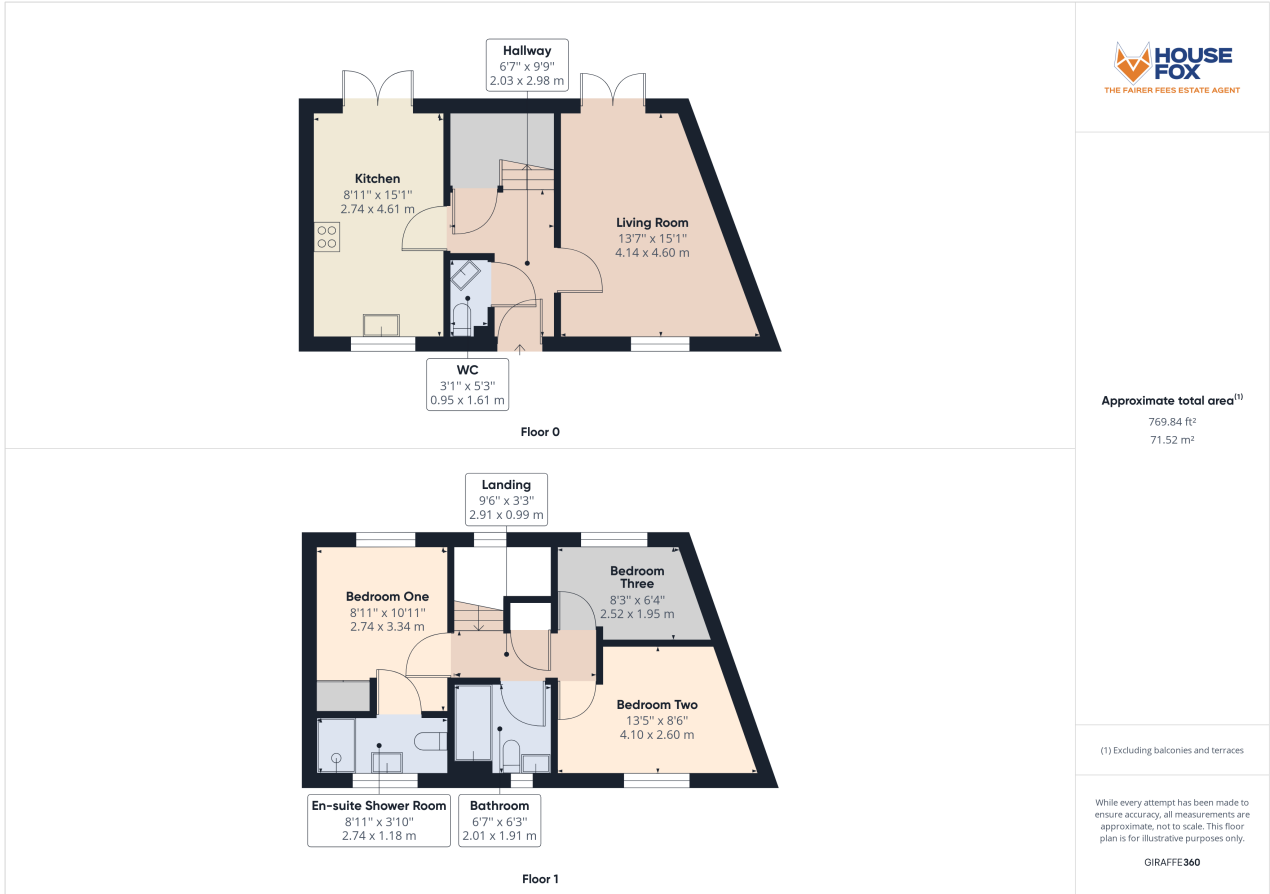 Hallway
6'7" x 9'9"
2.03 x 2.98 m
Kitchen
8'11" x 15'1"
2.74 x 4.61 m
Living Room
13'7" x 15'1"
4.14 x 4.60 m
WC
3'1" x 5'3"
0.95 x 1.61 m
Floor 0
Landing
9'6" x 3'3"
2.91 x 0.99 m
Bedroom One
8'11" x 10'11"
2.74 x 3.34 m
Bedroom
Three
8'3" x 6'4"
2.52 x 1.95 m
Bedroom Two
13'5" x 8'6"
4.10 x 2.60 m
En-suite Shower Room
8'11" x 3'10"
2.74 x 1.18 m
Bathroom
6'7" x 6'3"
2.01 x 1.91 m
Floor 1
HOUSE
FOX
THE FAIRER FEES ESTATE AGENT
Approximate total area(1)
769.84 ft²
71.52 m²
(1) Excluding balconies and terraces
While every attempt has been made to
ensure accuracy, all measurements are
approximate, not to scale. This floor
plan is for illustrative purposes only.
GIRAFFE360